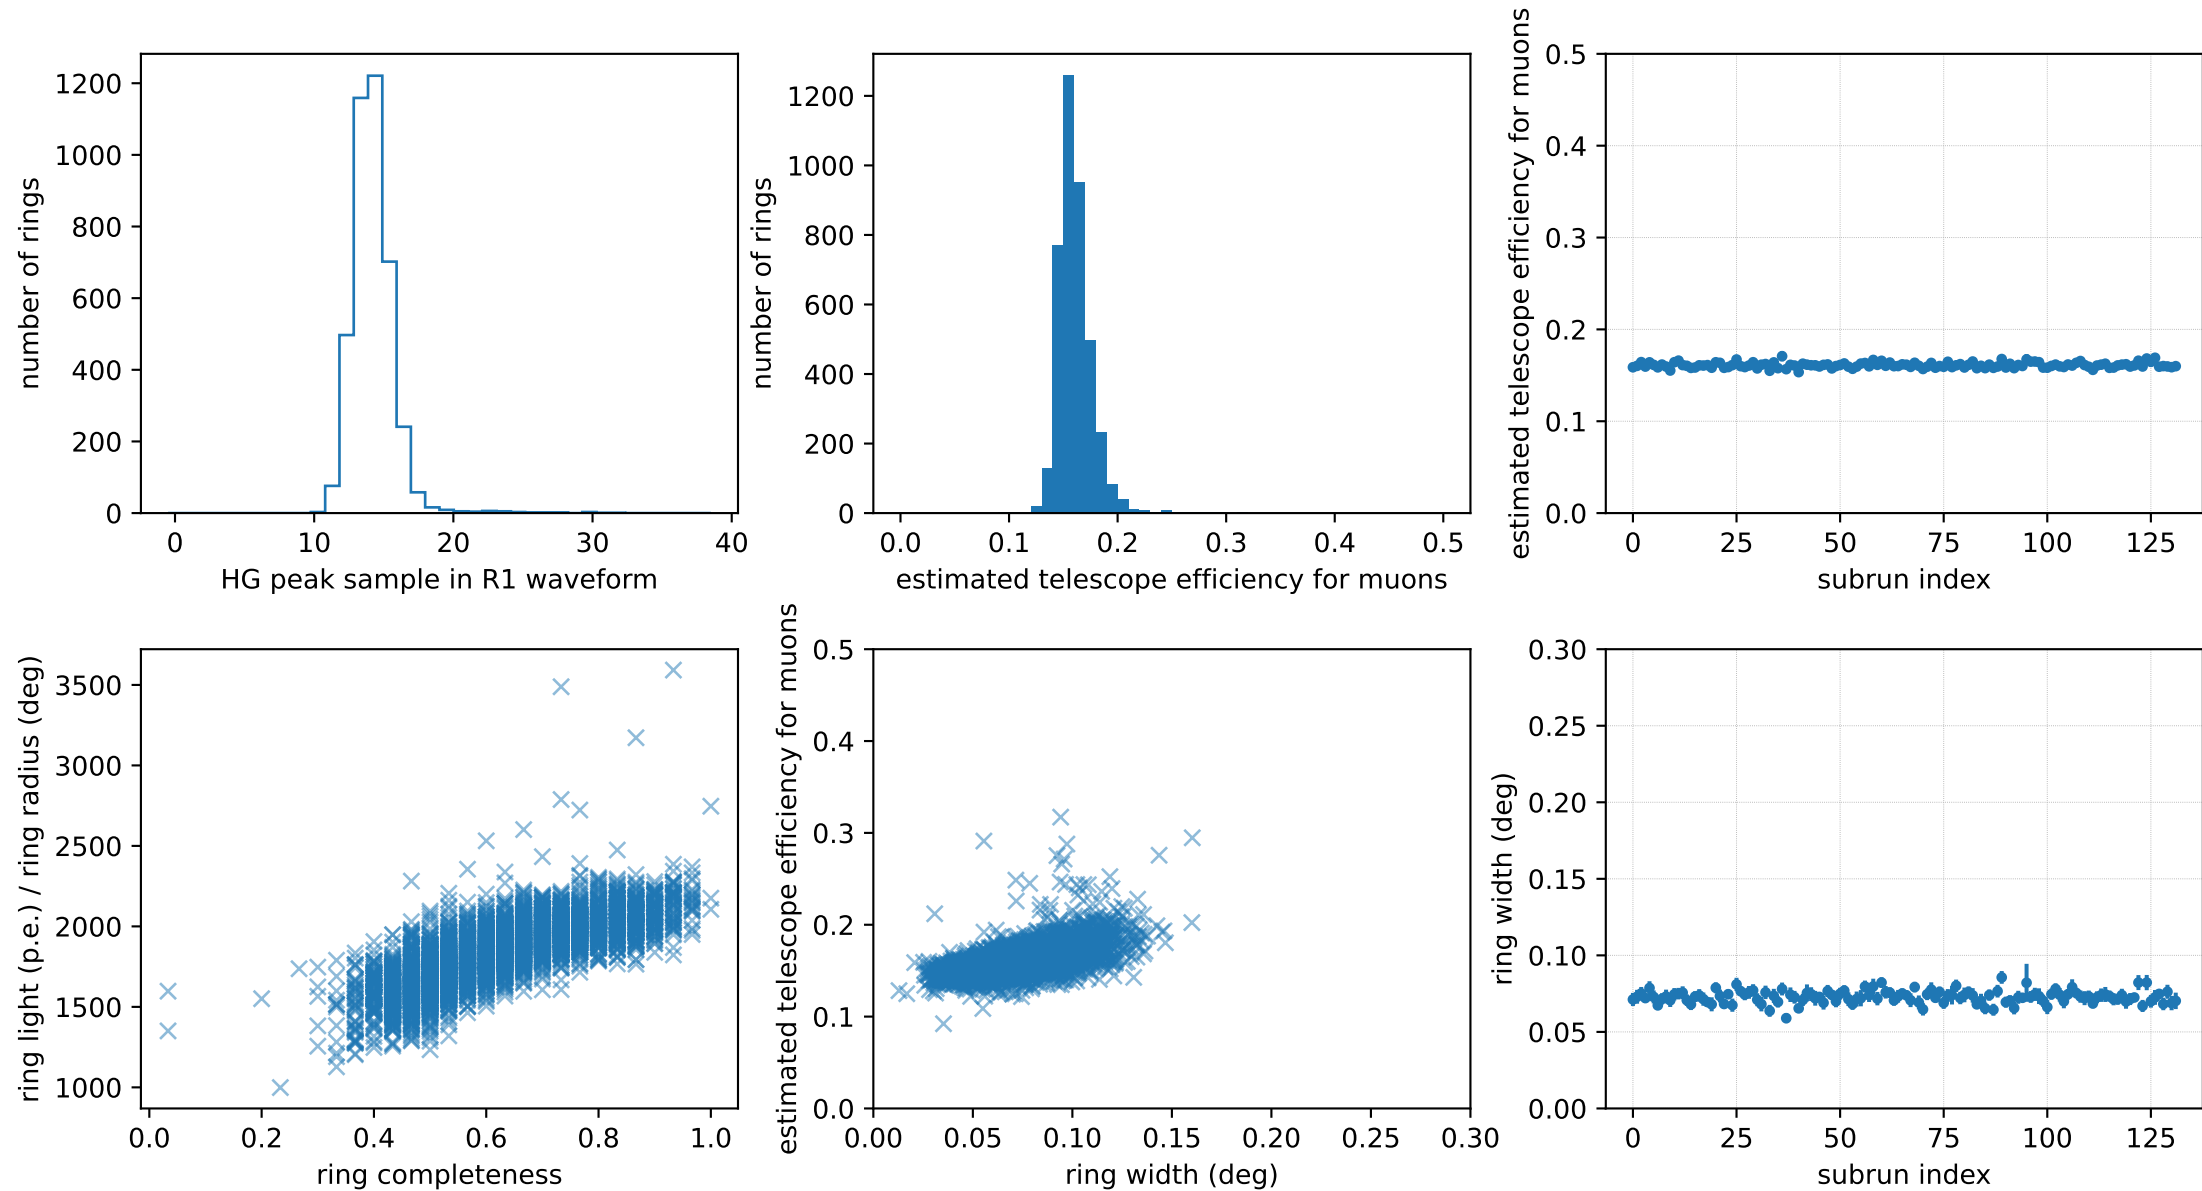 number of rings
1200
1000
800
600
400
200
0
0 10 20 30 40
HG peak sample in R1 waveform
number of rings
1200
1000
800
600
400
200
0
0.0 0.1 0.2 0.3 0.4 0.5
estimated telescope efficiency for muons
estimated telescope efficiency for muons
0.5
0.4
0.3
0.2
0.1
0.0
0 25 50 75 100 125
subrun index
ring light (p.e.) / ring radius (deg)
3500
3000
2500
2000
1500
1000
0.0 0.2 0.4 0.6 0.8 1.0
ring completeness
estimated telescope efficiency for muons
0.5
0.4
0.3
0.2
0.1
0.0
0.00 0.05 0.10 0.15 0.20 0.25 0.30
ring width (deg)
ring width (deg)
0.30
0.25
0.20
0.15
0.10
0.05
0.00
0 25 50 75 100 125
subrun index